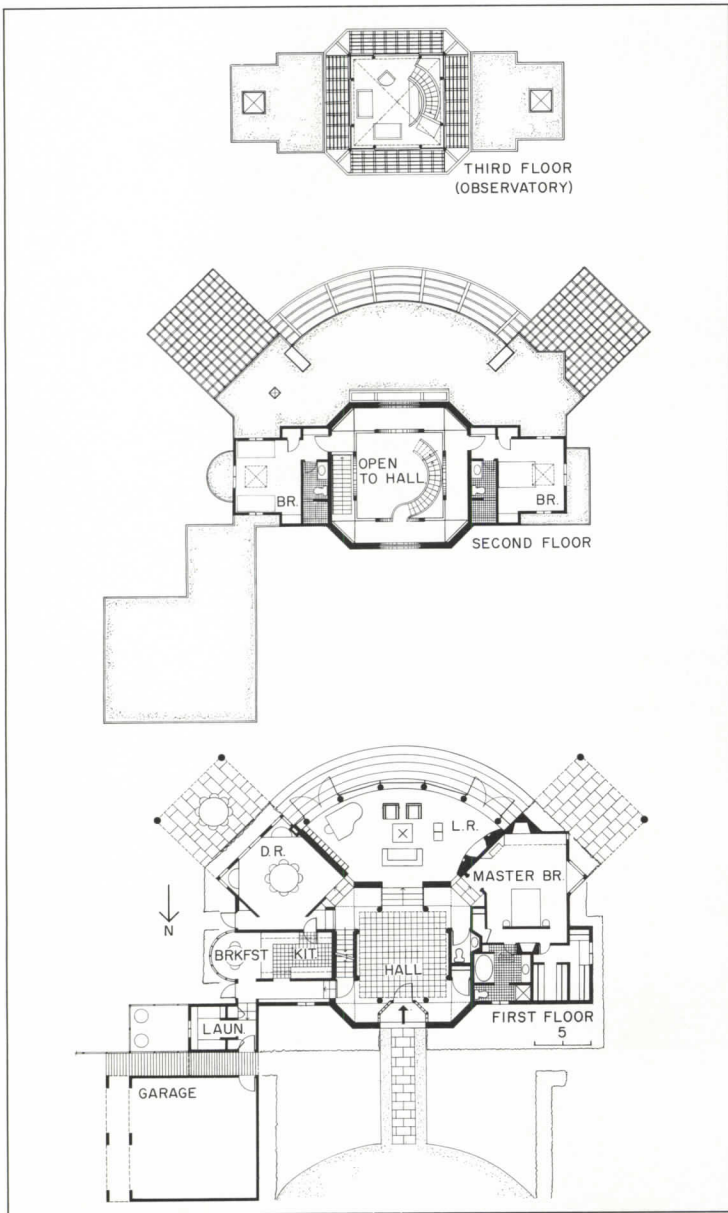 THIRD FLOOR
(OBSERVATORY)
OPEN
TO HALL
BR.
BR.
SECOND FLOOR
L.R.
D.R.
MASTER BR.
N
BRKFST
KIT.
HALL
LAUN.
FIRST FLOOR
5
GARAGE